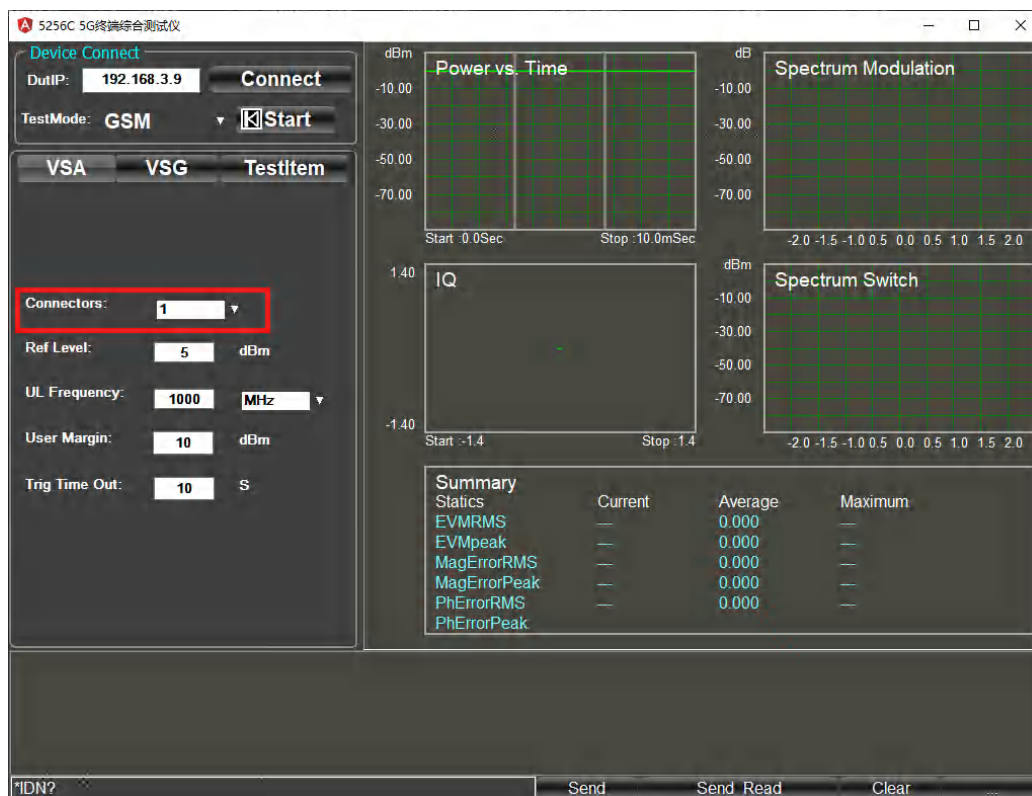 5256C 5G终端综合测试仪
Device Connect
DutIP: 192.168.3.9 Connect
TestMode: GSM Start
VSA VSG TestItem
Connectors: 1
Ref Level: 5 dBm
UL Frequency: 1000 MHz
User Margin: 10 dBm
Trig Time Out: 10 S
dBm
Power vs. Time
-10.00
-30.00
-50.00
-70.00
Start :0.0Sec Stop :10.0mSec
dB
Spectrum Modulation
-10.00
-30.00
-50.00
-70.00
-2.0 -1.5 -1.0 0.5 0.0 0.5 1.0 1.5 2.0
1.40
IQ
-1.40
Start :-1.4 Stop :1.4
dBm
Spectrum Switch
-10.00
-30.00
-50.00
-70.00
-2.0 -1.5 -1.0 0.5 0.0 0.5 1.0 1.5 2.0
Summary
Statics Current Average Maximum
EVMRMS — 0.000 —
EVMpeak — 0.000 —
MagErrorRMS — 0.000 —
MagErrorPeak — 0.000 —
PhErrorRMS — 0.000 —
PhErrorPeak
*IDN? Send Send_Read Clear ...